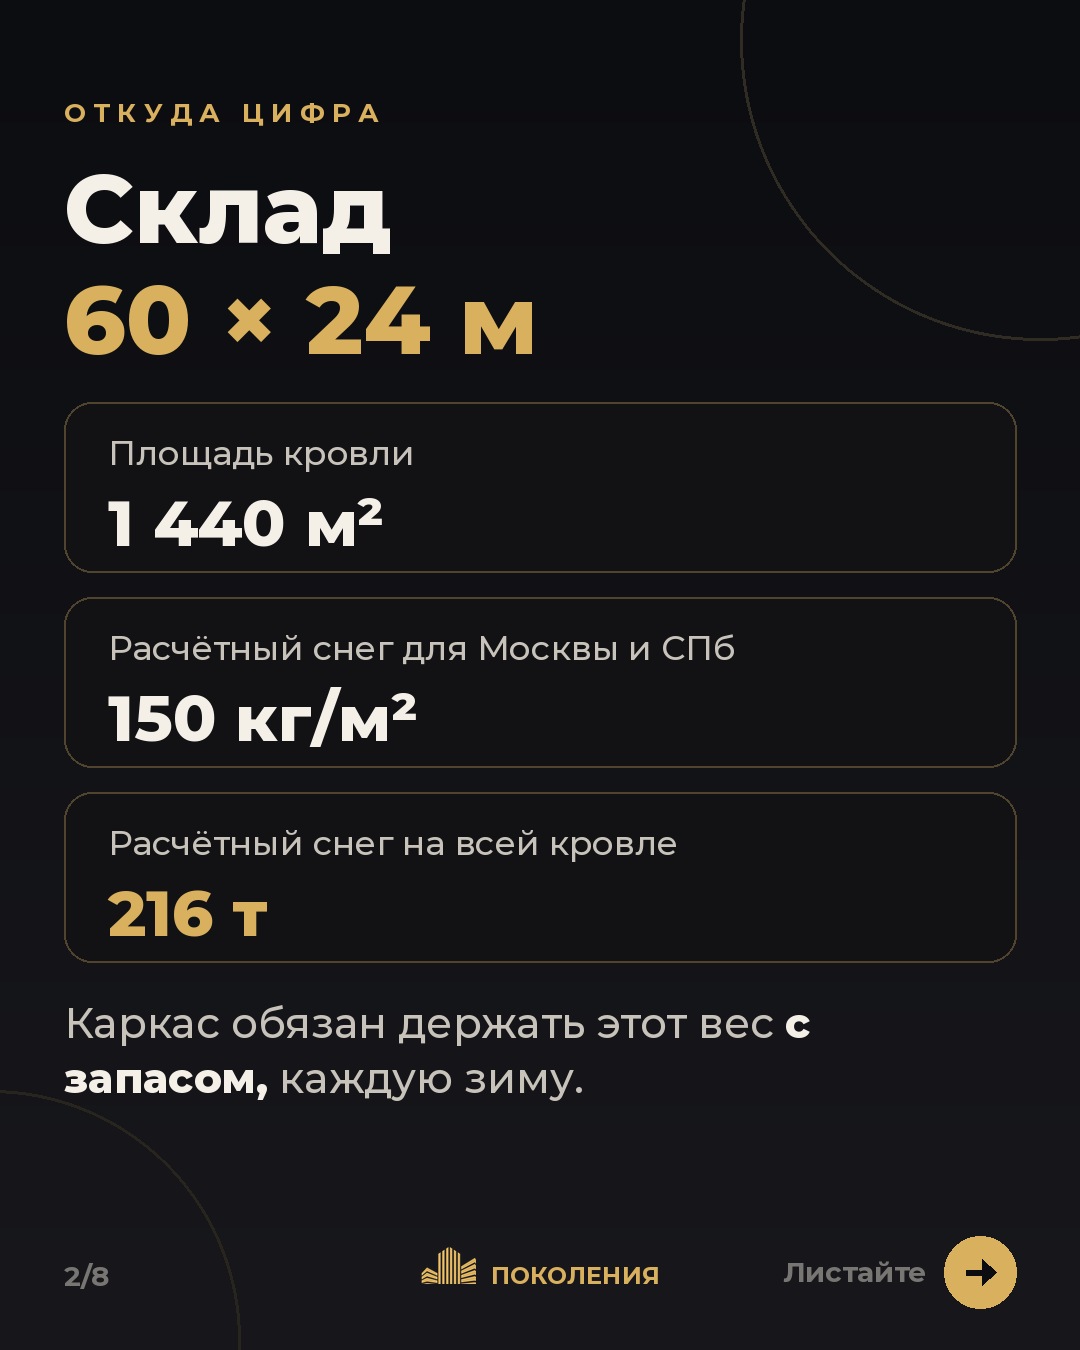 ОТКУДА ЦИФРА
Склад
60 × 24 м
Площадь кровли
1 440 м²
Расчётный снег для Москвы и СПб
150 кг/м²
Расчётный снег на всей кровле
216 т
Каркас обязан держать этот вес с
запасом, каждую зиму.
2/8
ПОКОЛЕНИЯ
Листайте